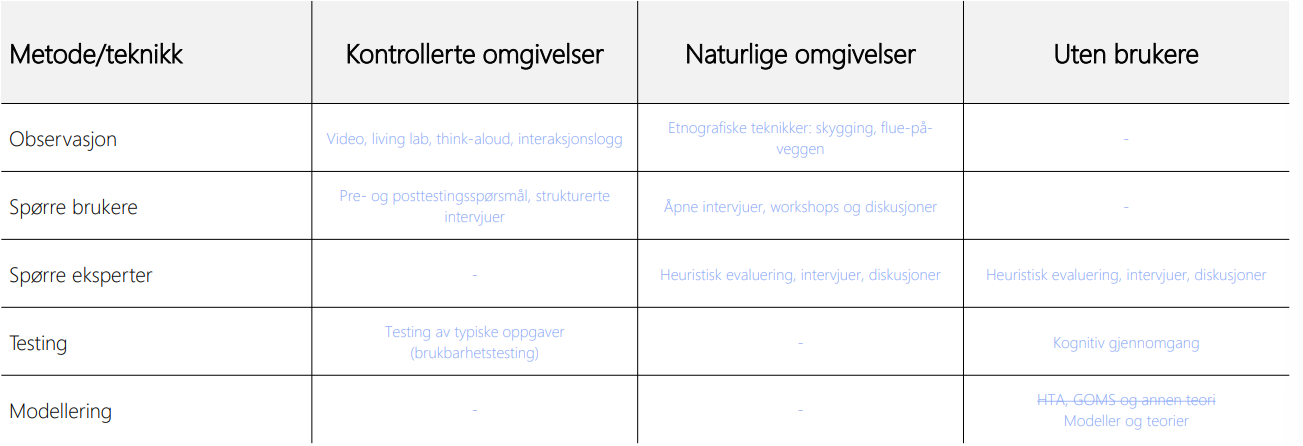 Metode/teknikk Kontrollerte omgivelser Naturlige omgivelser Uten brukere
Observasjon Video, living lab, think-aloud, interaksjonslogg Etnografiske teknikker: skygging, flue-på- -
veggen
Spørre brukere Pre- og posttestingsspørsmål, strukturerte Åpne intervjuer, workshops og diskusjoner -
intervjuer
Spørre eksperter - Heuristisk evaluering, intervjuer, diskusjoner Heuristisk evaluering, intervjuer, diskusjoner
Testing Testing av typiske oppgaver - Kognitiv gjennomgang
(brukbarhetstesting)
Modellering - - HTA, GOMS og annen teori
Modeller og teorier